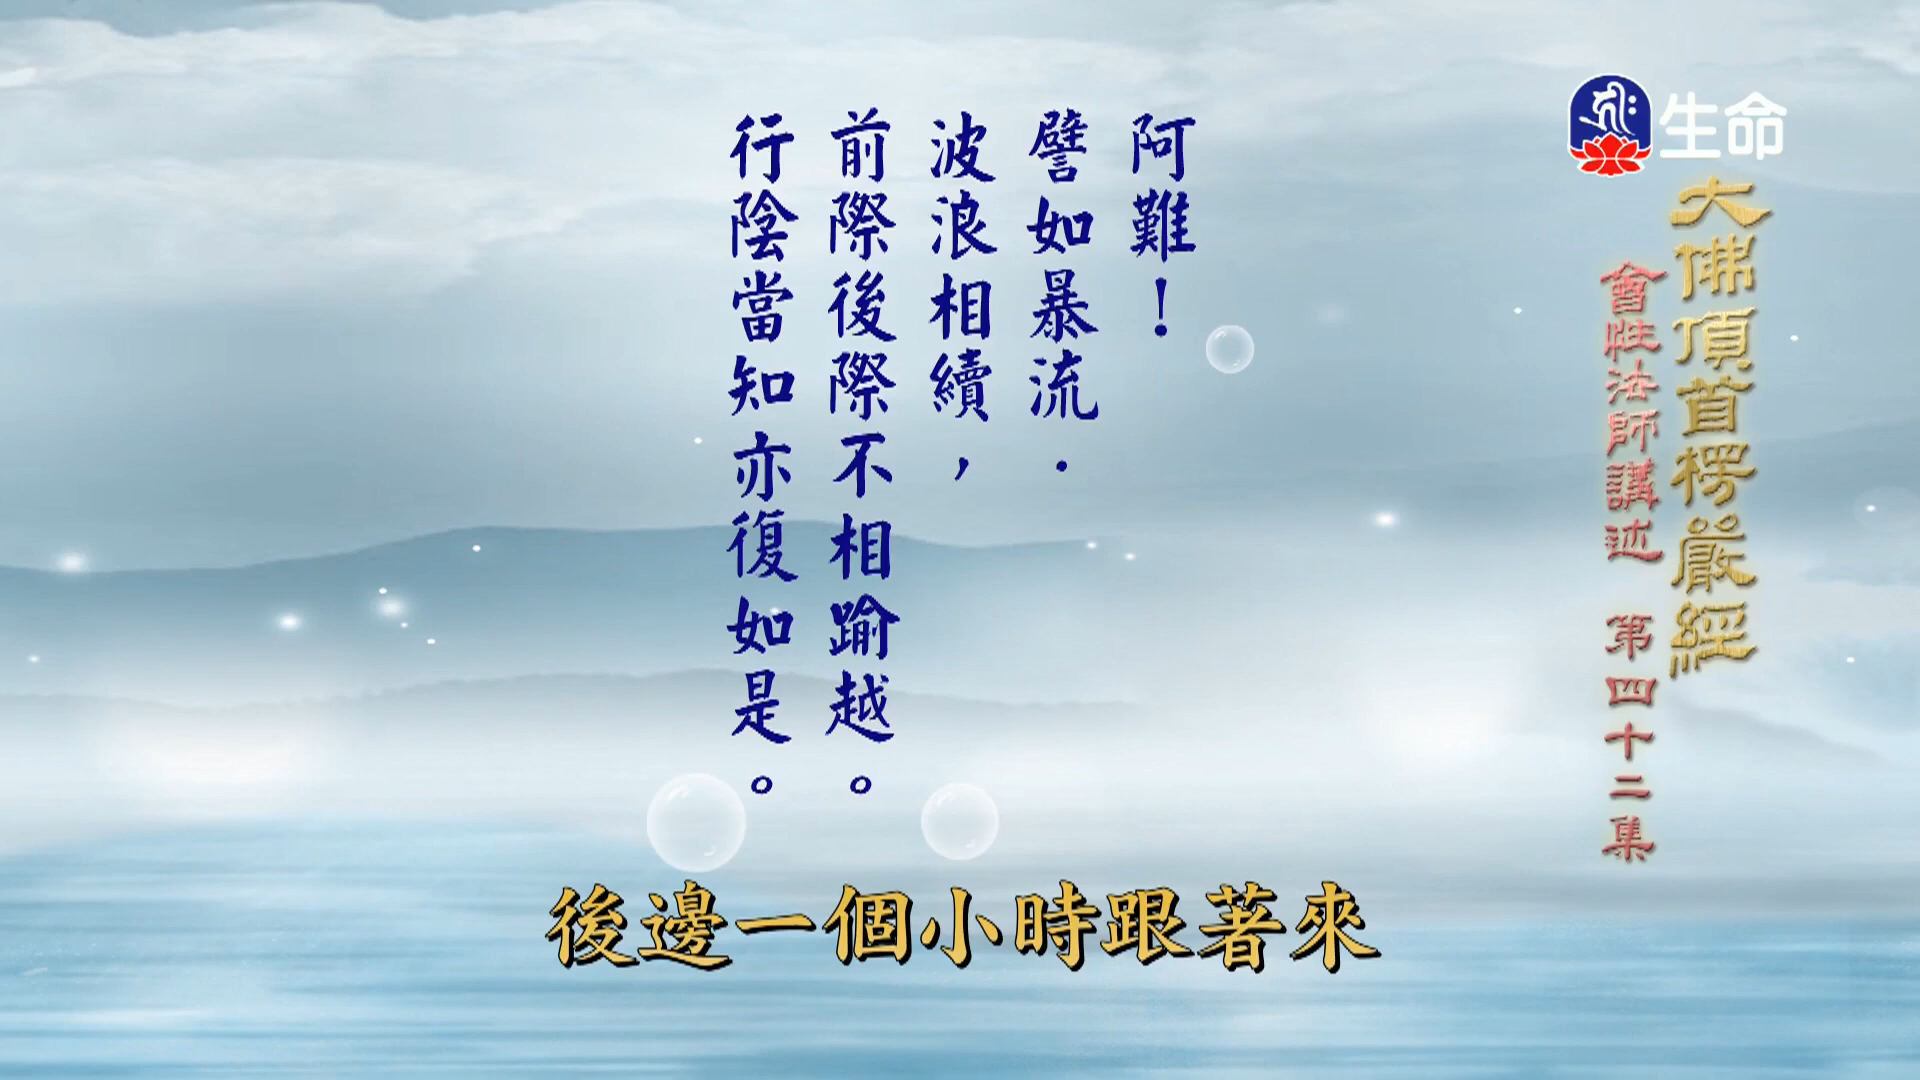 生命
大佛頂首楞嚴經
會性法師講述 第四十二集
阿難！
譬如暴流．
波浪相續，
前際後際不相踰越。
行陰當知亦復如是。
後邊一個小時跟著來